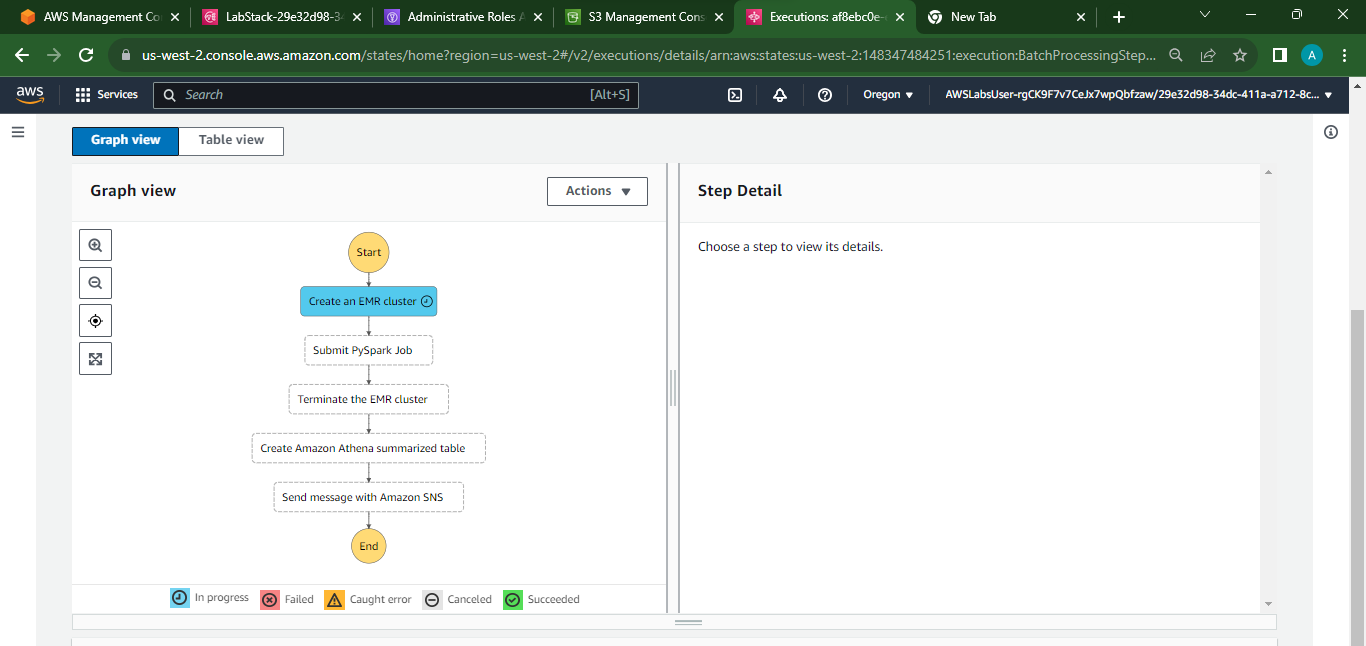 AWS Management Co
LabStack-29e32d98-34
Administrative Roles A
S3 Management Cons
Executions: af8ebc0e-
New Tab
us-west-2.console.aws.amazon.com/states/home?region=us-west-2#/v2/executions/details/arn:aws:states:us-west-2:148347484251:execution:BatchProcessingStep...
A
aws
Services
Search
[Alt+S]
Oregon
AWSLabsUser-rgCK9F7v7CeJx7wpQbfzaw/29e32d98-34dc-411a-a712-8c...
Graph view
Table view
Graph view
Actions
Step Detail
Choose a step to view its details.
Start
Create an EMR cluster
Submit PySpark Job
Terminate the EMR cluster
Create Amazon Athena summarized table
Send message with Amazon SNS
End
In progress
Failed
Caught error
Canceled
Succeeded